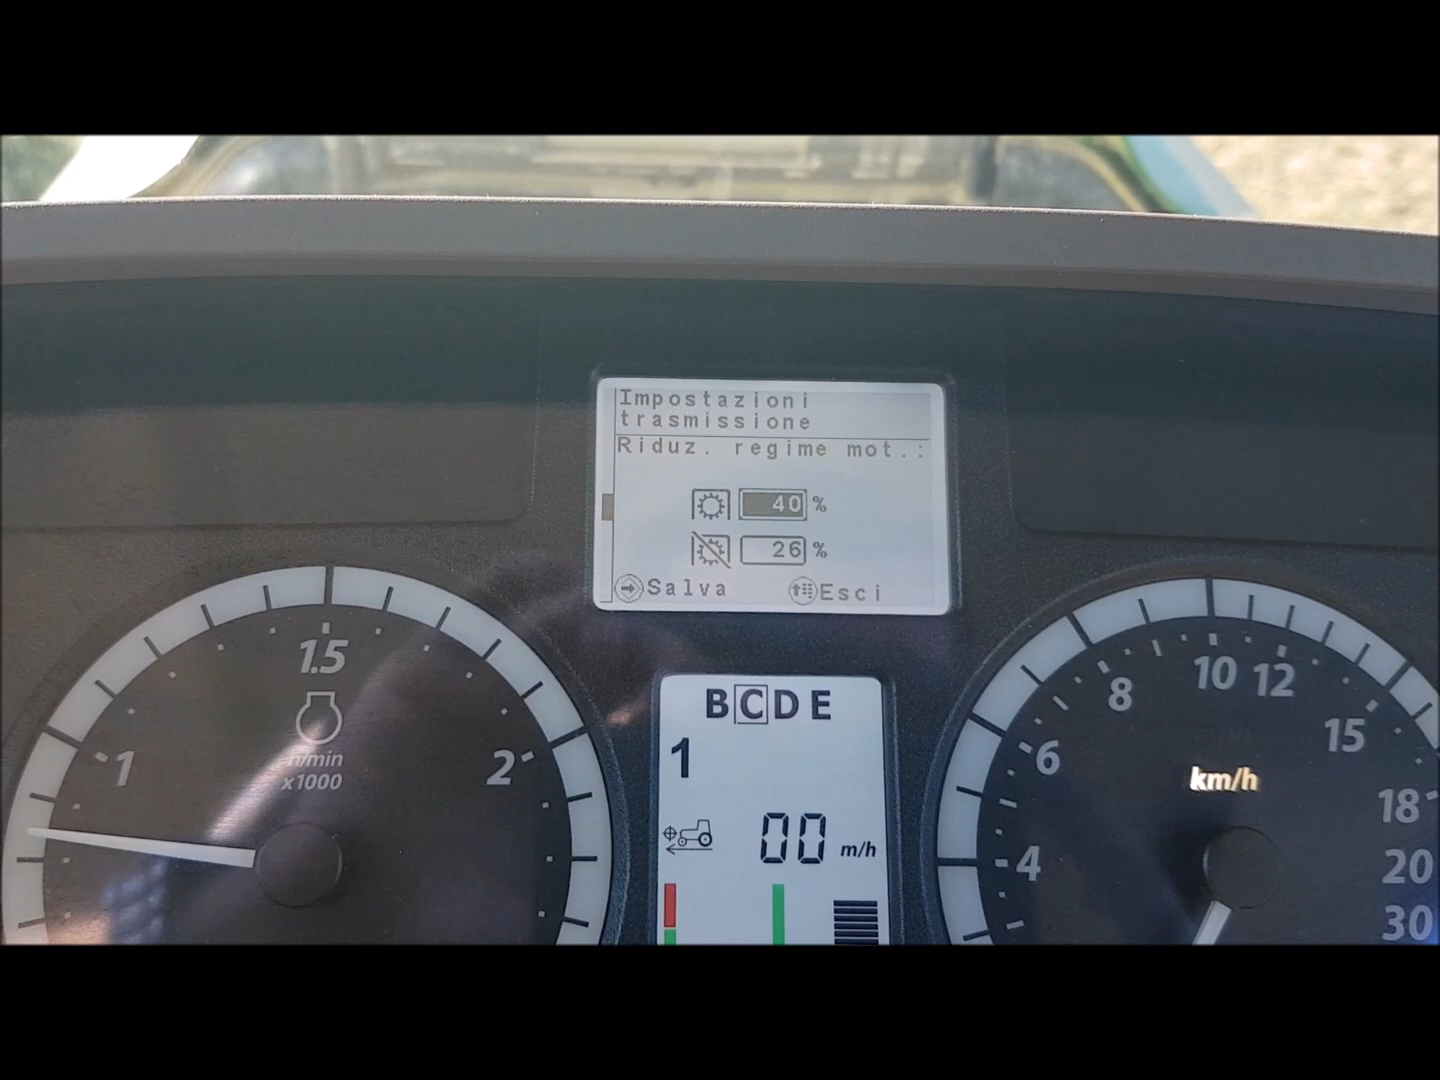 Impostazioni
trasmissione
Riduz. regime mot.:
40 %
26 %
Salva Esci
1.5
1
2
n/min
x1000
B C D E
1
00 m/h
4
6
8
10
12
15
18
20
30
km/h